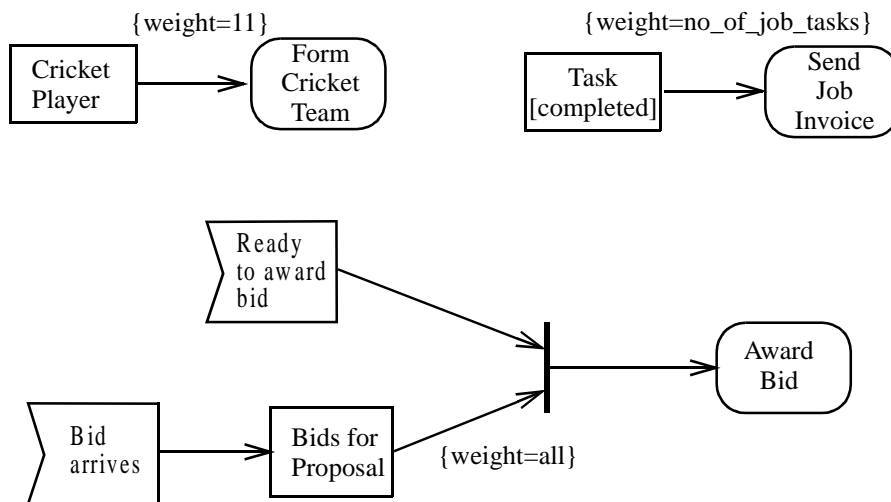 {weight=11}
Cricket
Player
Form
Cricket
Team
{weight=no_of_job_tasks}
Task
[completed]
Send
Job
Invoice
Ready
to award
bid
Award
Bid
Bid
arrives
Bids for
Proposal
{weight=all}